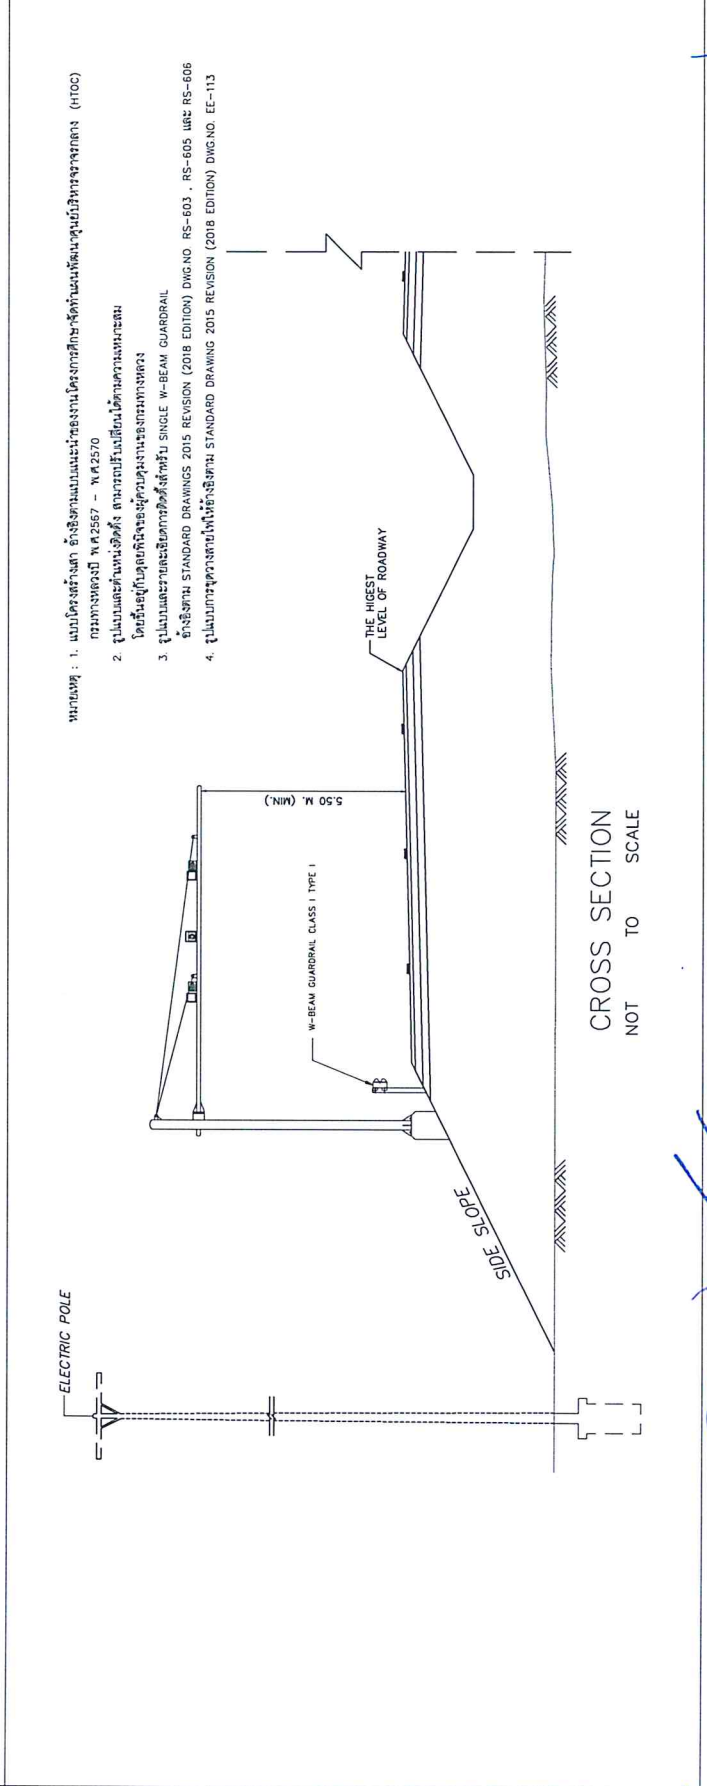 หมายเหตุ : 1. แบบโครงสร้างเสา อ้างอิงตามแบบแนะนำของงานโครงการศึกษาจัดทำแผนพัฒนาศูนย์บริหารจราจรกลาง (HTOC)
กรมทางหลวงปี พ.ศ.2567 - พ.ศ.2570
2. รูปแบบและตำแหน่งติดตั้ง สามารถปรับเปลี่ยนได้ตามความเหมาะสม
โดยขึ้นอยู่กับดุลยพินิจของผู้ควบคุมงานของกรมทางหลวง
3. รูปแบบและรายละเอียดการติดตั้งสำหรับ SINGLE W-BEAM GUARDRAIL
อ้างอิงตาม STANDARD DRAWINGS 2015 REVISION (2018 EDITION) DWG.NO. RS-603 , RS-605 และ RS-606
4. รูปแบบการขุดวางสายไฟให้อ้างอิงตาม STANDARD DRAWING 2015 REVISION (2018 EDITION) DWG.NO. EE-113
ELECTRIC POLE
5.50 M. (MIN.)
W-BEAM GUARDRAIL CLASS I TYPE I
THE HIGEST
LEVEL OF ROADWAY
SIDE SLOPE
CROSS SECTION
NOT TO SCALE